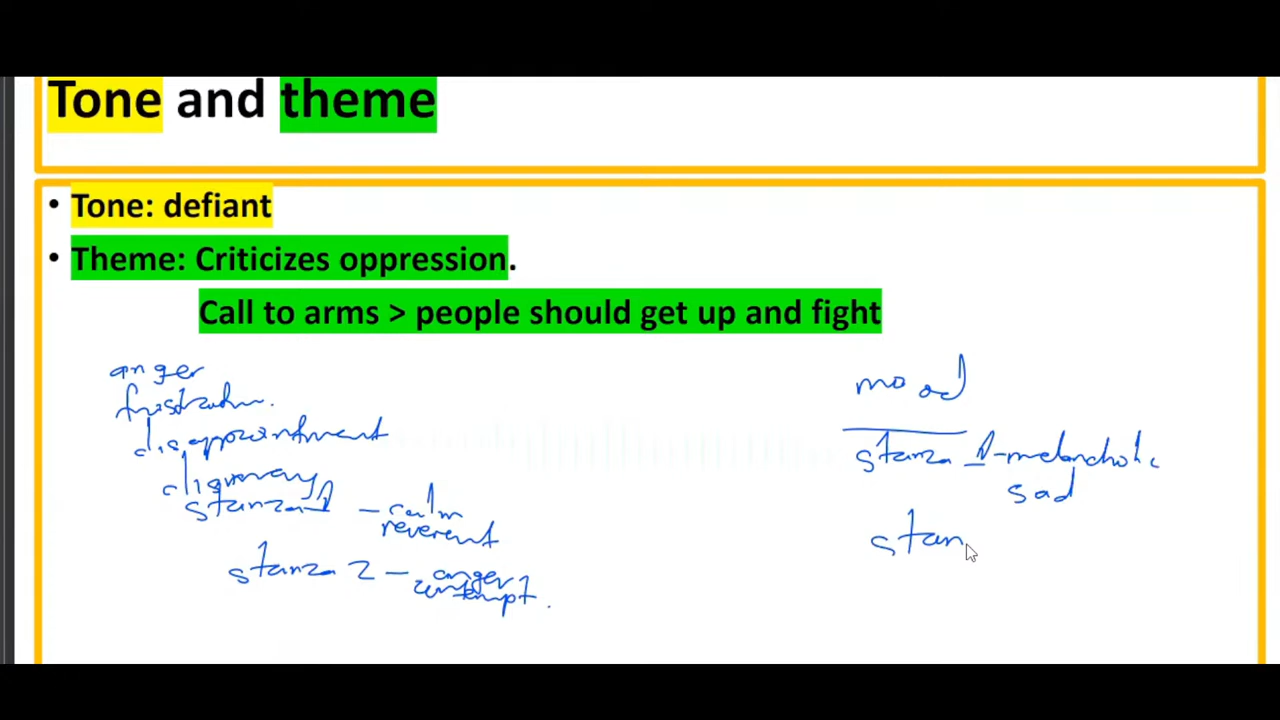 Tone and theme
• Tone: defiant
• Theme: Criticizes oppression.
Call to arms > people should get up and fight
anger
frustration.
disappointment
dismay
stanza 1 - calm
reverent
stanza 2 - anger
contempt.
mood
stanza 1 - melancholic
sad
stan